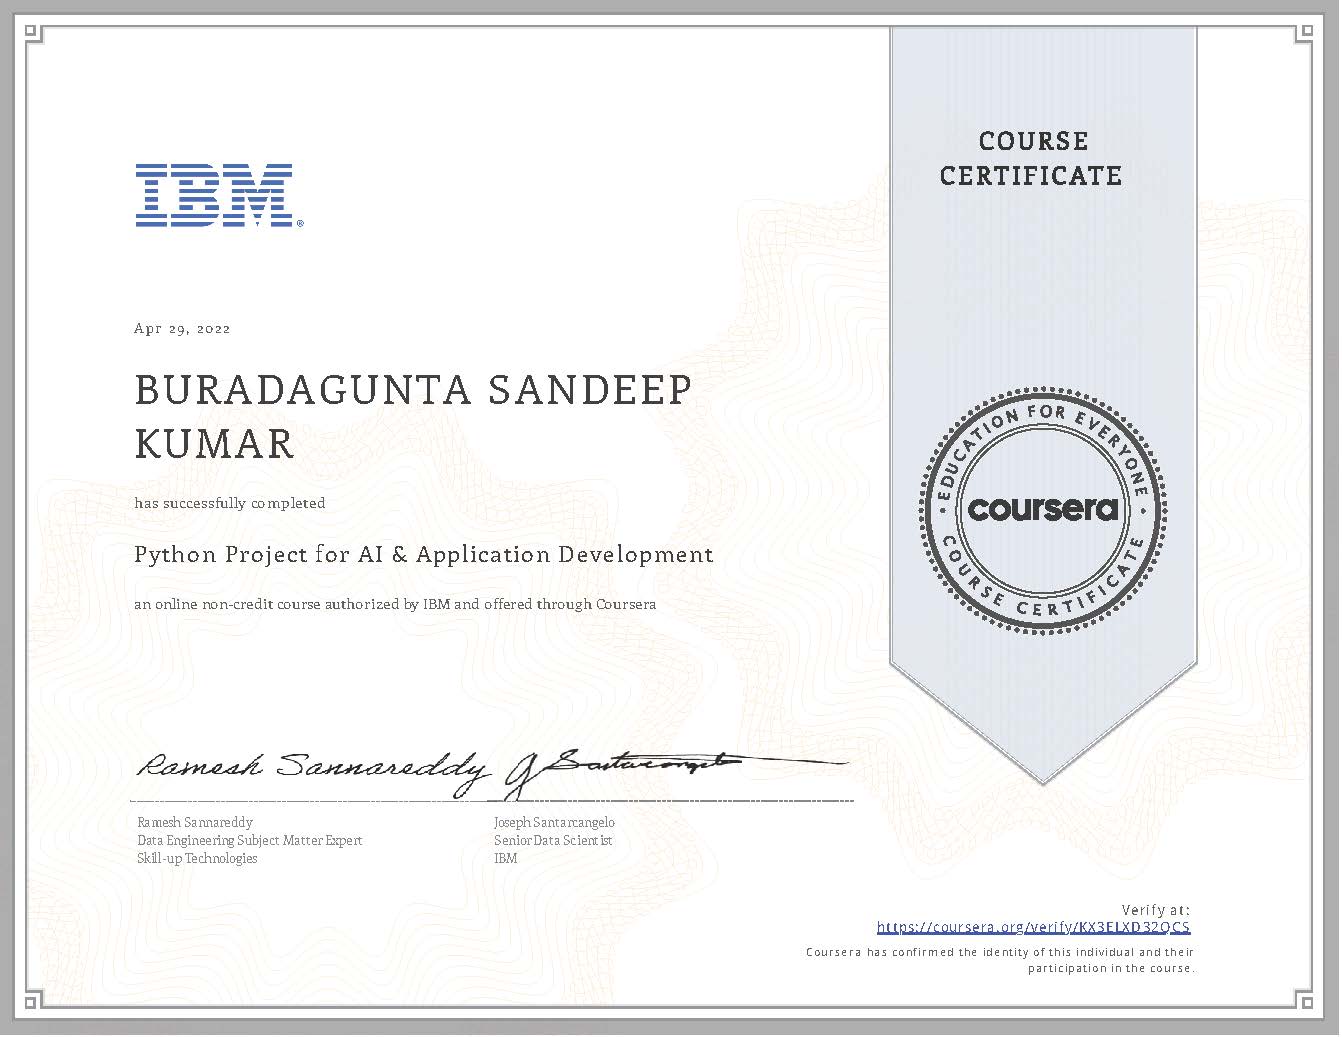 IBM®
COURSE
CERTIFICATE
Apr 29, 2022
BURADAGUNTA SANDEEP
KUMAR
has successfully completed
Python Project for AI & Application Development
an online non-credit course authorized by IBM and offered through Coursera
EDUCATION FOR EVERYONE
coursera
COURSE CERTIFICATE
Ramesh Sannareddy J Santarcangelo
Ramesh Sannareddy
Data Engineering Subject Matter Expert
Skill-up Technologies
Joseph Santarcangelo
Senior Data Scientist
IBM
Verify at:
https://coursera.org/verify/KX3ELXD32QCS
Coursera has confirmed the identity of this individual and their
participation in the course.